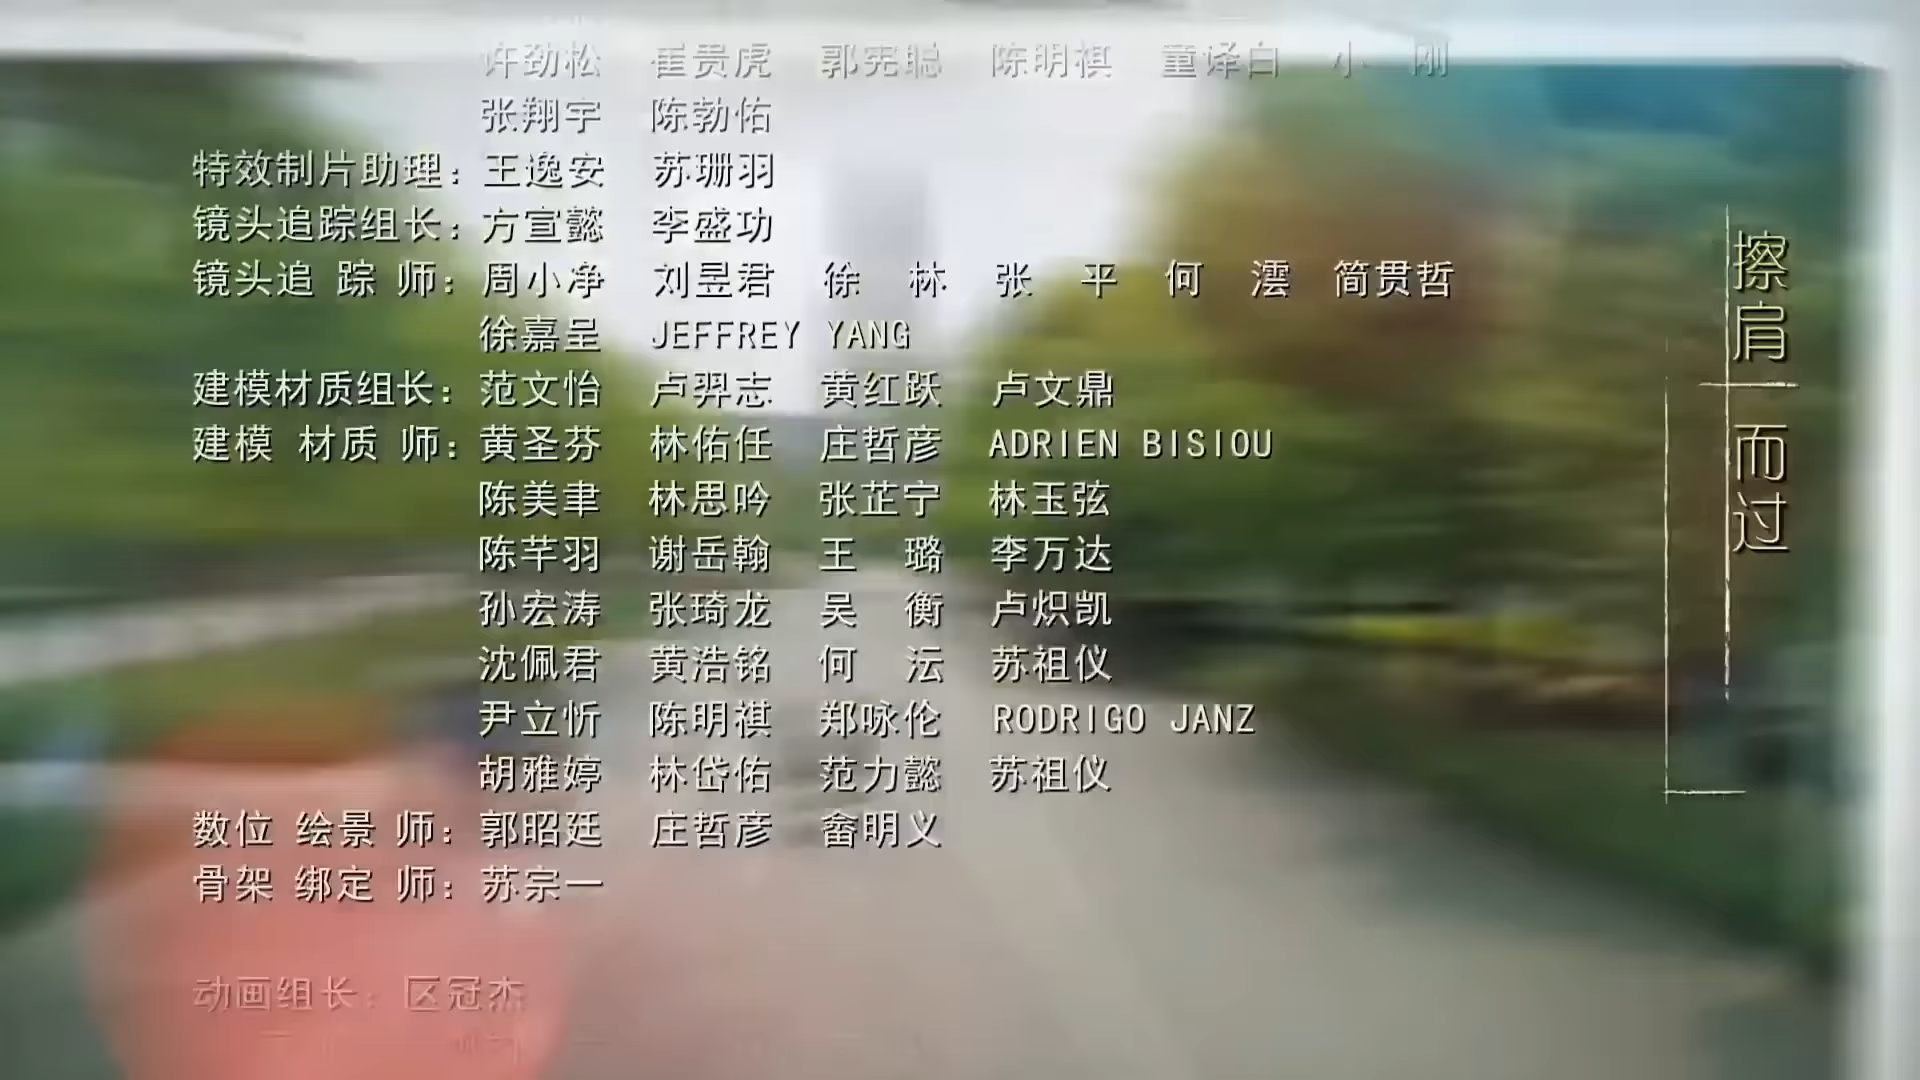 许劲松 崔贵虎 郭宪聪 陈明祺 童译白 小 刚
张翔宇 陈勃佑
特效制片助理：王逸安 苏珊羽
镜头追踪组长：方宣懿 李盛功
镜头追 踪 师：周小净 刘昱君 徐 林 张 平 何 澐 简贯哲
徐嘉呈 JEFFREY YANG
建模材质组长：范文怡 卢羿志 黄红跃 卢文鼎
建模 材质 师：黄圣芬 林佑任 庄哲彦 ADRIEN BISIOU
陈美聿 林思吟 张芷宁 林玉弦
陈芊羽 谢岳翰 王 璐 李万达
孙宏涛 张琦龙 吴 衡 卢炽凯
沈佩君 黄浩铭 何 沄 苏祖仪
尹立忻 陈明祺 郑咏伦 RODRIGO JANZ
胡雅婷 林岱佑 范力懿 苏祖仪
数位 绘景 师：郭昭廷 庄哲彦 畲明义
骨架 绑定 师：苏宗一
动画组长：区冠杰
擦肩而过